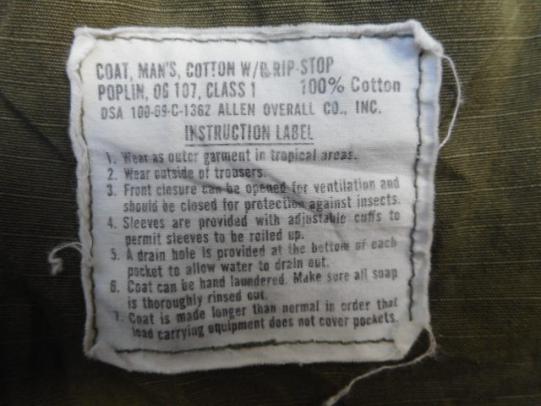 COAT, MAN'S, COTTON W/R RIP-STOP
POPLIN, OG 107, CLASS 1 100% Cotton
DSA 100-69-C-1362 ALLEN OVERALL CO., INC.
INSTRUCTION LABEL
1. Wear as outer garment in tropical areas.
2. Wear outside of trousers.
3. Front closure can be opened for ventilation and
should be closed for protection against insects.
4. Sleeves are provided with adjustable cuffs to
permit sleeves to be rolled up.
5. A drain hole is provided at the bottom of each
pocket to allow water to drain out.
6. Coat can be hand laundered. Make sure all soap
is thoroughly rinsed out.
7. Coat is made longer than normal in order that
load carrying equipment does not cover pockets.